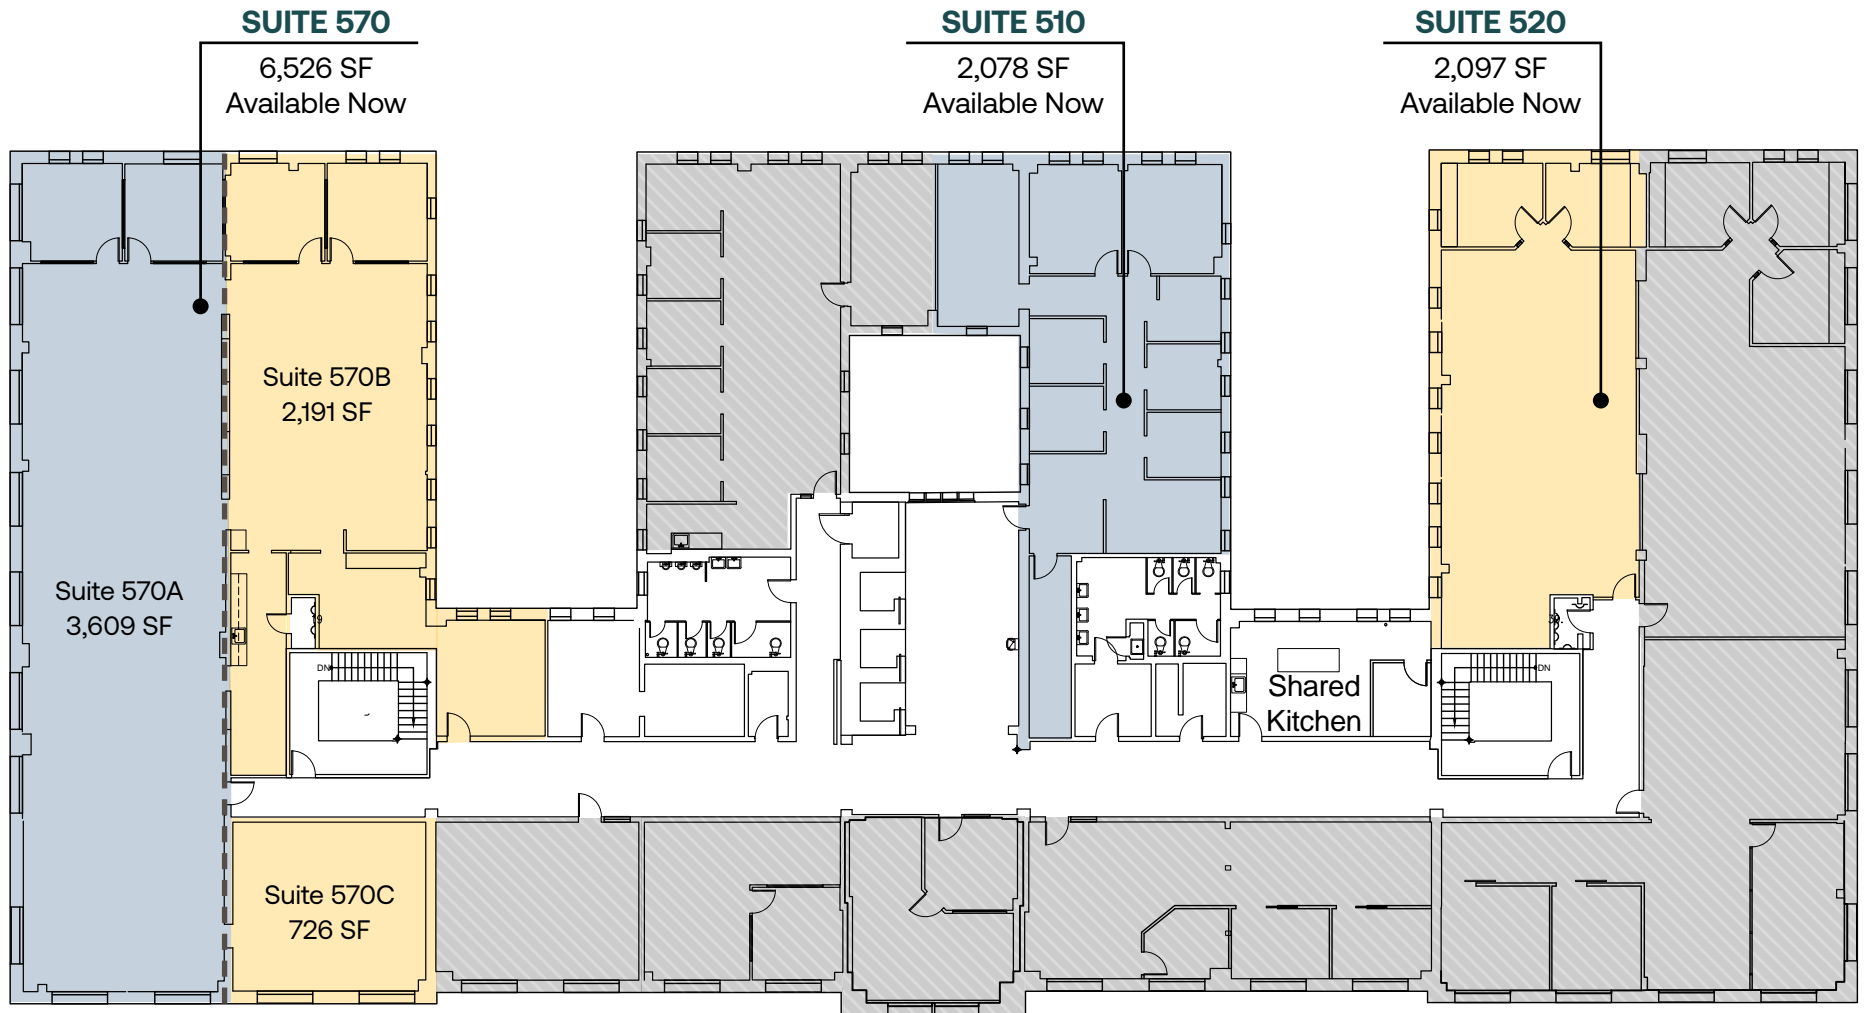 SUITE 570
6,526 SF
Available Now
SUITE 510
2,078 SF
Available Now
SUITE 520
2,097 SF
Available Now
Suite 570B
2,191 SF
Suite 570A
3,609 SF
DN
DN
Shared
Kitchen
Suite 570C
726 SF